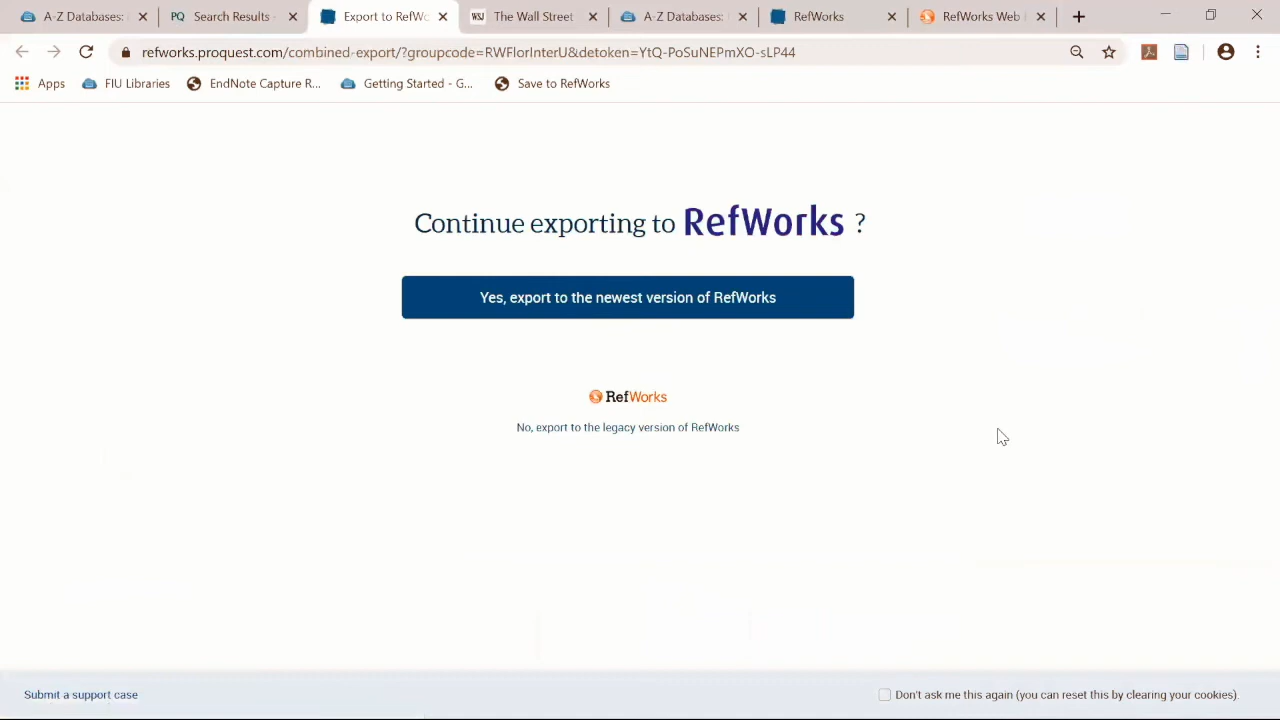 A-Z Databases: PQ Search Results - Export to RefWo The Wall Street A-Z Databases: RefWorks RefWorks Web
refworks.proquest.com/combined-export/?groupcode=RWFlorInterU&detoken=YtQ-PoSuNEPmXO-sLP44
Apps FIU Libraries EndNote Capture R... Getting Started - G... Save to RefWorks
Continue exporting to RefWorks ?
Yes, export to the newest version of RefWorks
RefWorks
No, export to the legacy version of RefWorks
Submit a support case Don't ask me this again (you can reset this by clearing your cookies).